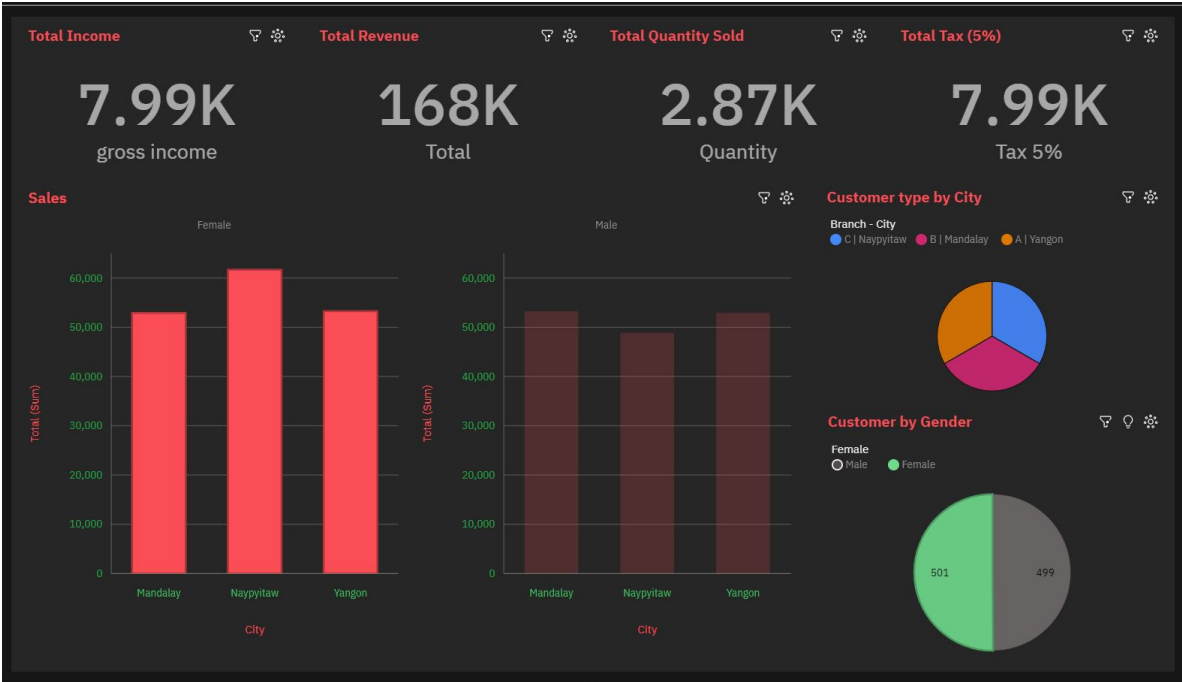 Total Income
Total Revenue
Total Quantity Sold
Total Tax (5%)
7.99K
168K
2.87K
7.99K
gross income
Total
Quantity
Tax 5%
Sales
Female
Male
60,000
50,000
40,000
30,000
20,000
10,000
0
Total (Sum)
Mandalay
Naypyitaw
Yangon
City
60,000
50,000
40,000
30,000
20,000
10,000
0
Total (Sum)
Mandalay
Naypyitaw
Yangon
City
Customer type by City
Branch - City
C | Naypyitaw
B | Mandalay
A | Yangon
Customer by Gender
Female
Male
Female
501
499